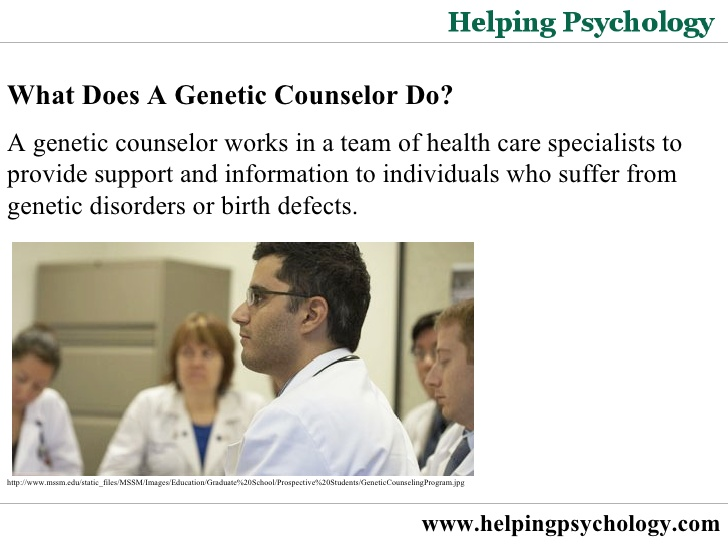 Helping Psychology
What Does A Genetic Counselor Do?
A genetic counselor works in a team of health care specialists to
provide support and information to individuals who suffer from
genetic disorders or birth defects.
http://www.mssm.edu/static_files/MSSM/Images/Education/Graduate%20School/Prospective%20Students/GeneticCounselingProgram.jpg
www.helpingpsychology.com